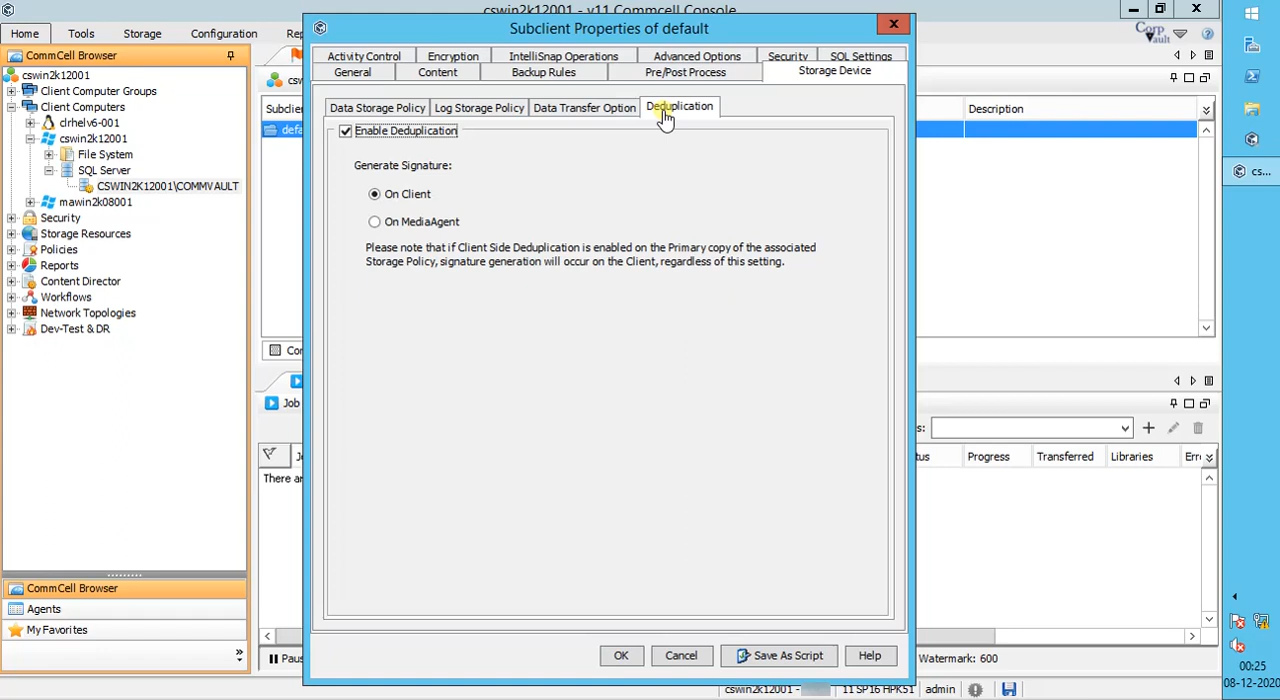 cswin2k12001 - v11 Commcell Console
Home Tools Storage Configuration
CommCell Browser
cswin2k12001
Client Computer Groups
Client Computers
clrhelv6-001
cswin2k12001
File System
SQL Server
CSWIN2K12001\COMMVAULT
mawin2k08001
Security
Storage Resources
Policies
Reports
Content Director
Workflows
Network Topologies
Dev-Test & DR
CommCell Browser
Agents
My Favorites
Subclient Properties of default
Activity Control Encryption IntelliSnap Operations Advanced Options Security SQL Settings
General Content Backup Rules Pre/Post Process Storage Device
Data Storage Policy Log Storage Policy Data Transfer Option Deduplication
Enable Deduplication
Generate Signature:
On Client
On MediaAgent
Please note that if Client Side Deduplication is enabled on the Primary copy of the associated
Storage Policy, signature generation will occur on the Client, regardless of this setting.
OK Cancel Save As Script Help
Description
Job
Progress Transferred Libraries
There
Watermark: 600
cswin2k12001 - 11 SP16 HPK51 admin
cs...
00:25
08-12-2020